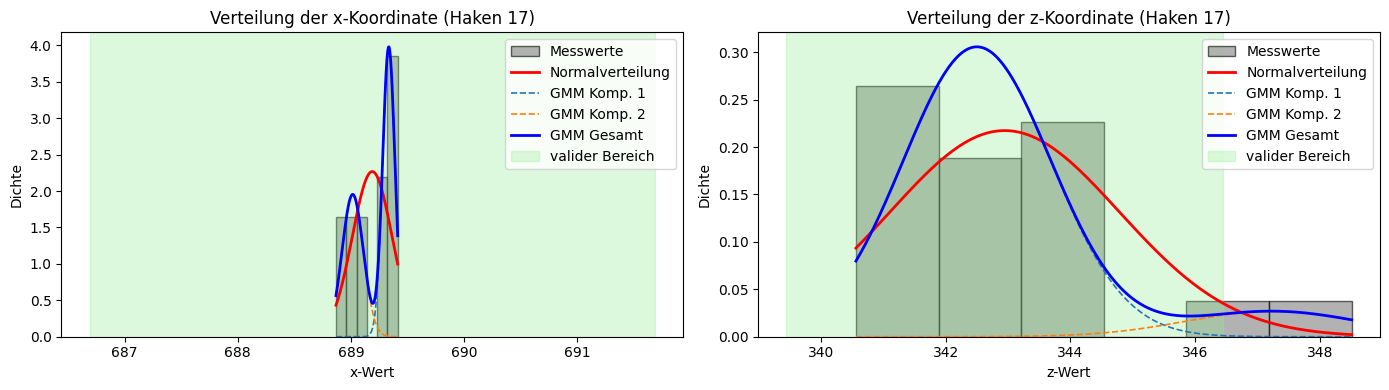 Verteilung der x-Koordinate (Haken 17)
4.0
3.5
3.0
2.5
2.0
1.5
1.0
0.5
0.0
Dichte
687
688
689
690
691
x-Wert
Messwerte
Normalverteilung
GMM Komp. 1
GMM Komp. 2
GMM Gesamt
valider Bereich
Verteilung der z-Koordinate (Haken 17)
0.30
0.25
0.20
0.15
0.10
0.05
0.00
Dichte
340
342
344
346
348
z-Wert
Messwerte
Normalverteilung
GMM Komp. 1
GMM Komp. 2
GMM Gesamt
valider Bereich